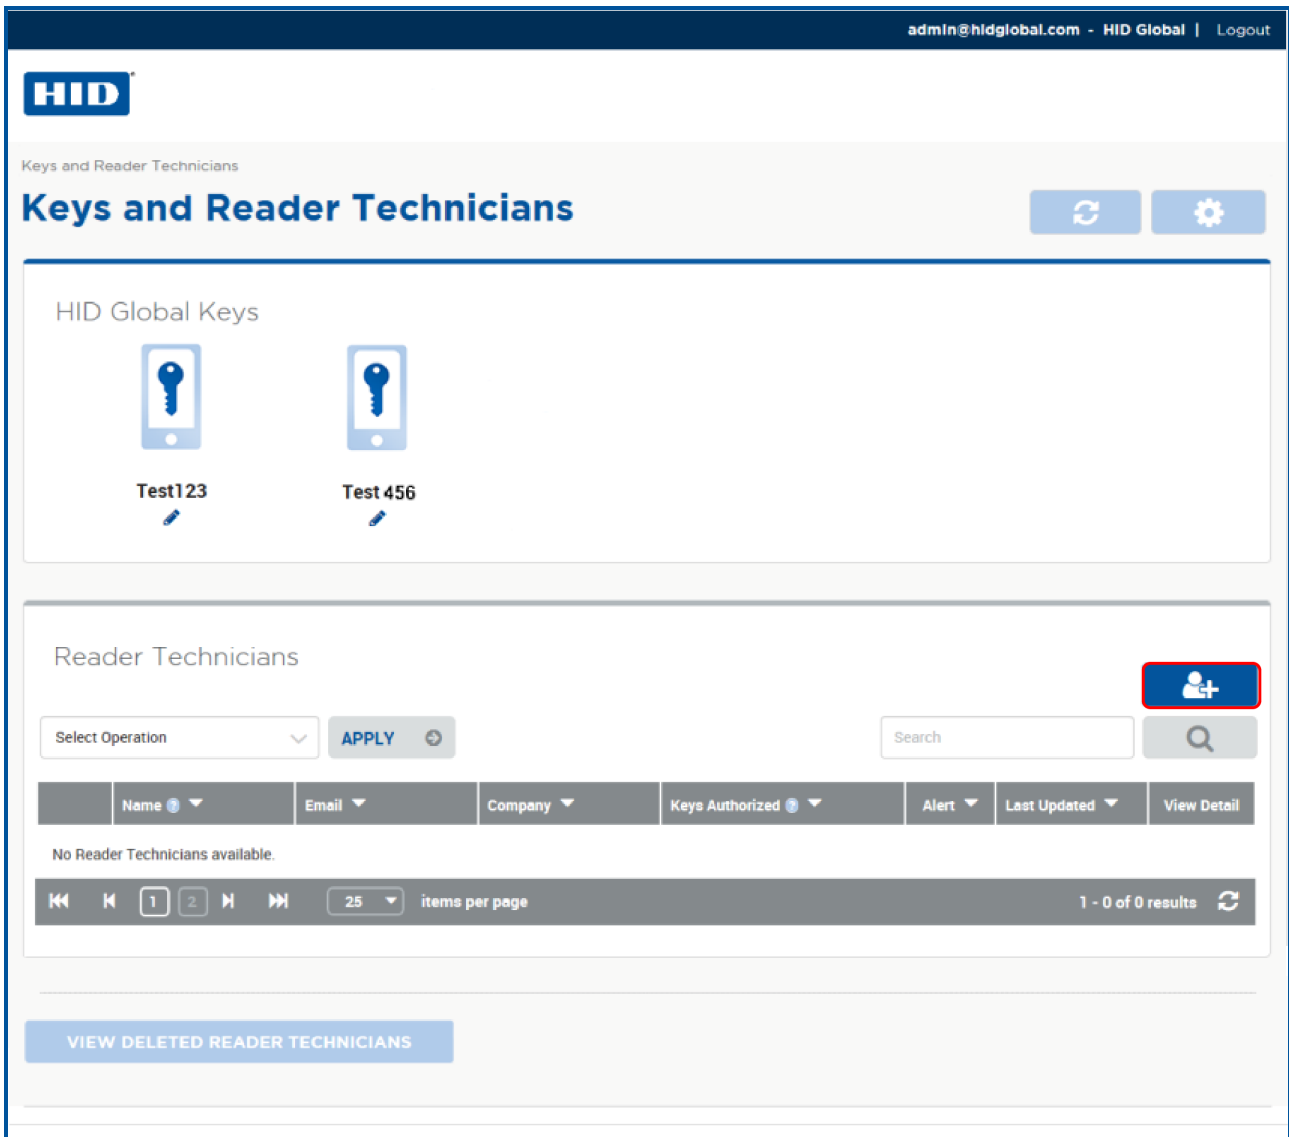 admin@hidglobal.com - HID Global | Logout
HID
Keys and Reader Technicians
Keys and Reader Technicians
HID Global Keys
Test123 Test 456
Reader Technicians
Select Operation APPLY Search
Name Email Company Keys Authorized Alert Last Updated View Detail
No Reader Technicians available.
1 2 25 items per page 1 - 0 of 0 results
VIEW DELETED READER TECHNICIANS